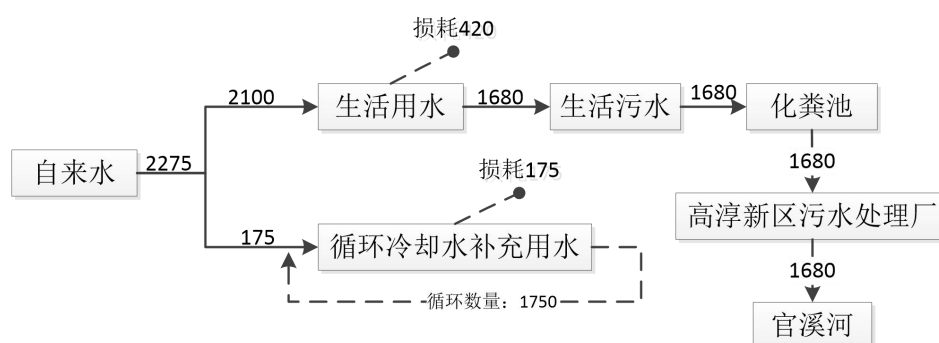 损耗420
2100
生活用水
1680
生活污水
1680
化粪池
自来水
2275
1680
损耗175
高淳新区污水处理厂
175
循环冷却水补充用水
1680
循环数量：1750
官溪河